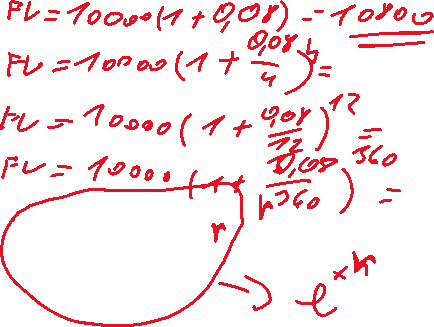 FV = 10000(1 + 0,08) = 10800
FV = 10000(1 + 0,08/4)^4 =
FV = 10000(1 + 0,08/12)^12 =
FV = 10000(1 + 0,08/360)^360 =
r
r
→ e^x